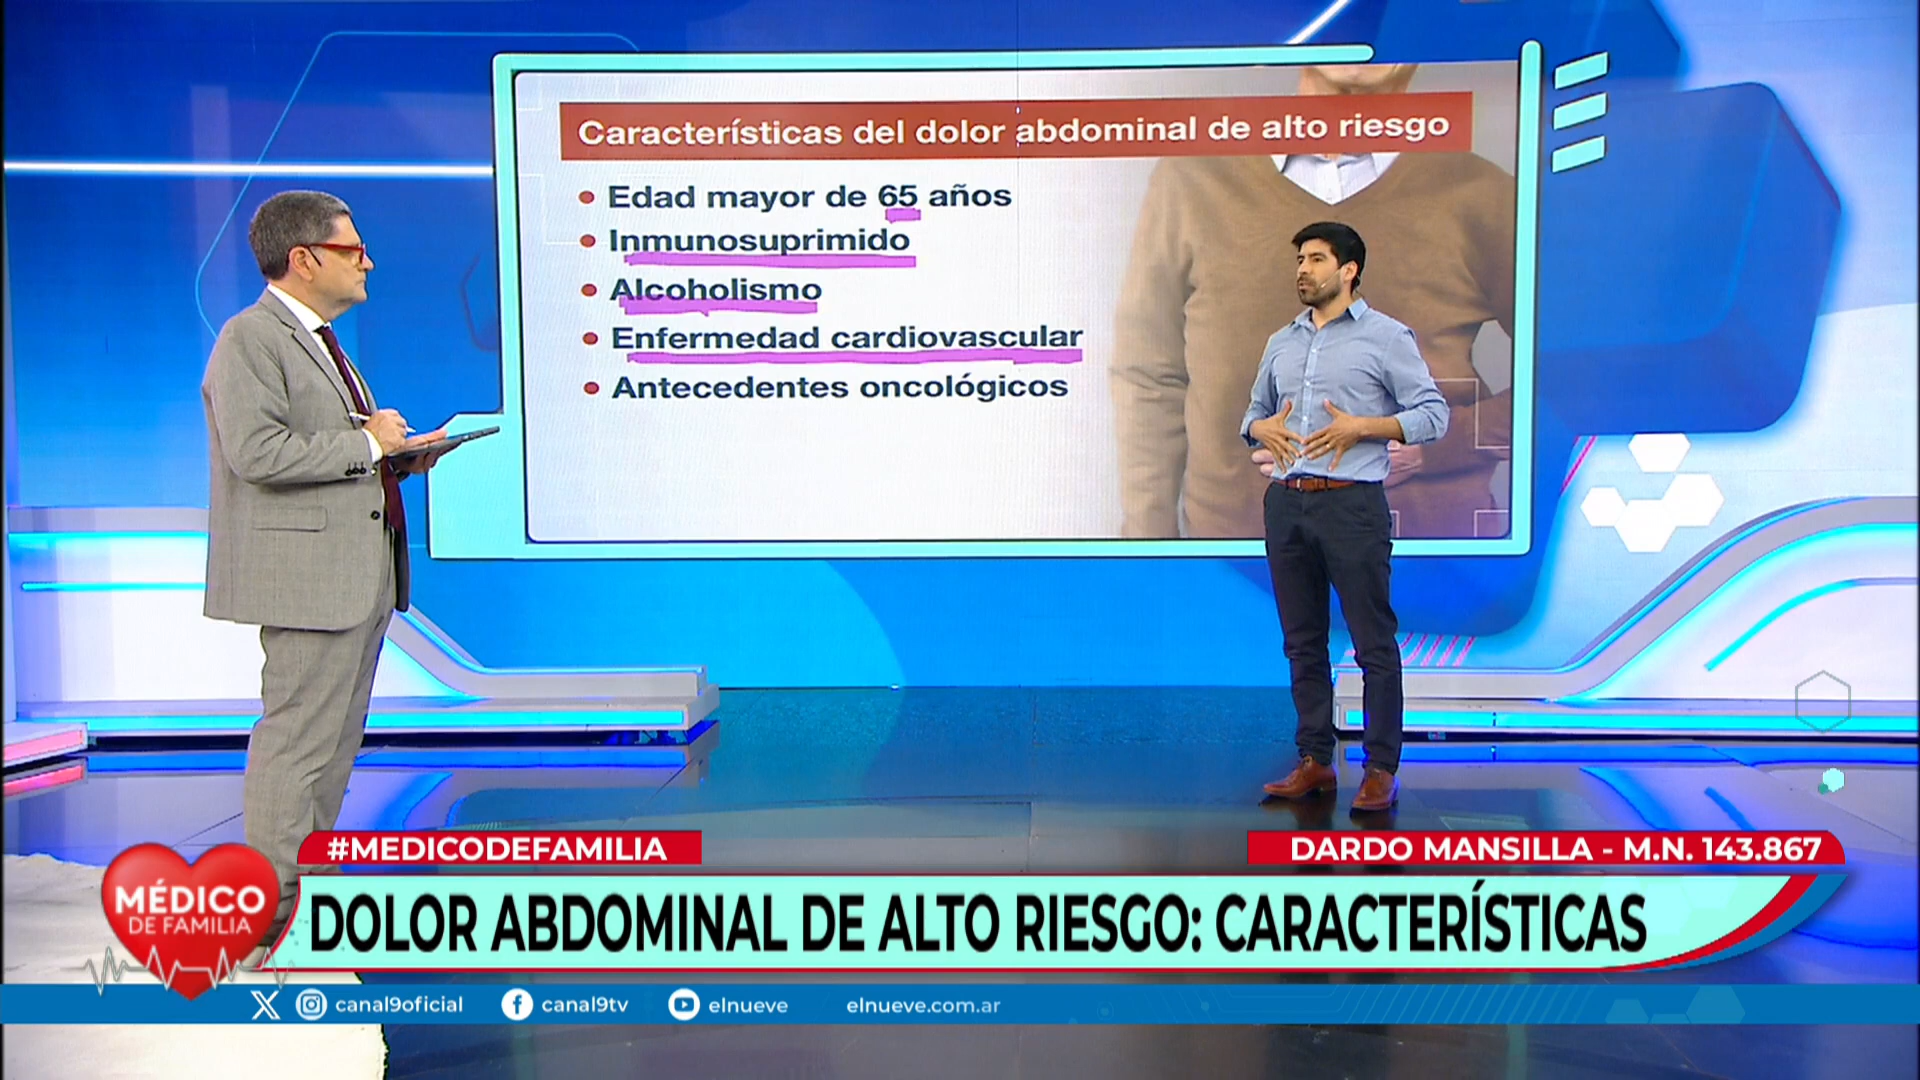 Características del dolor abdominal de alto riesgo
Edad mayor de 65 años
Inmunosuprimido
Alcoholismo
Enfermedad cardiovascular
Antecedentes oncológicos
#MEDICODEFAMILIA
DARDO MANSILLA - M.N. 143.867
MÉDICO
DE FAMILIA
DOLOR ABDOMINAL DE ALTO RIESGO: CARACTERÍSTICAS
canal9oficial canal9tv elnueve elnueve.com.ar